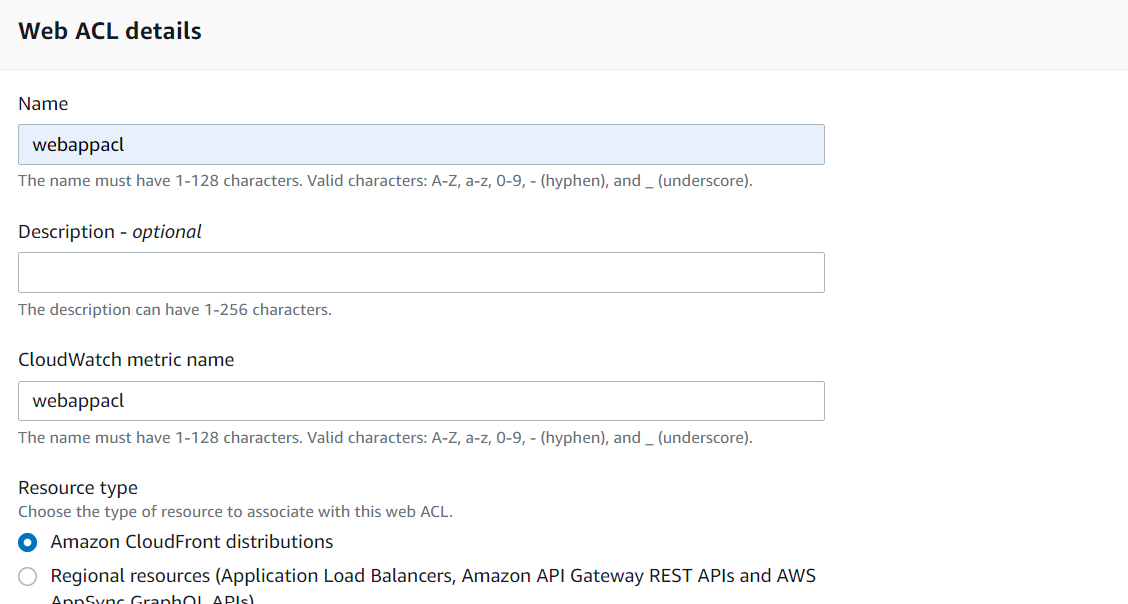 Web ACL details
Name
webappacl
The name must have 1-128 characters. Valid characters: A-Z, a-z, 0-9, - (hyphen), and _ (underscore).
Description - optional
The description can have 1-256 characters.
CloudWatch metric name
webappacl
The name must have 1-128 characters. Valid characters: A-Z, a-z, 0-9, - (hyphen), and _ (underscore).
Resource type
Choose the type of resource to associate with this web ACL.
Amazon CloudFront distributions
Regional resources (Application Load Balancers, Amazon API Gateway REST APIs and AWS
AppSync GraphQL APIs)